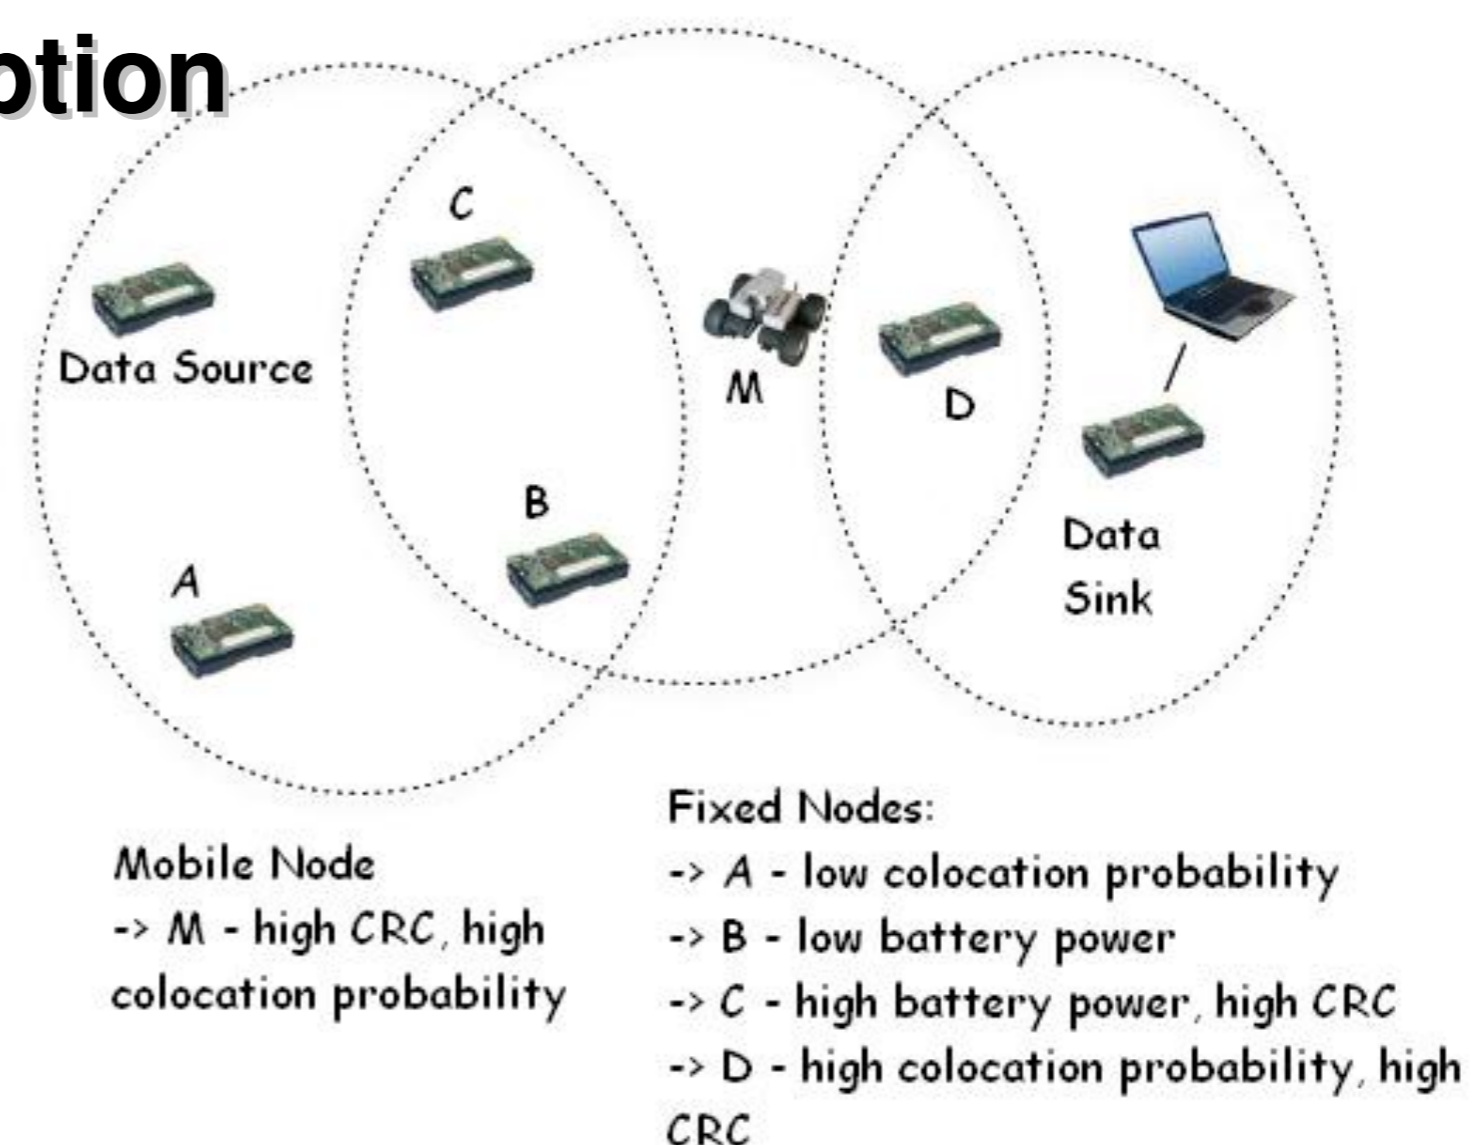 ption
C
Data Source
M
D
B
A
Data
Sink
Mobile Node
-> M - high CRC, high
colocation probability
Fixed Nodes:
-> A - low colocation probability
-> B - low battery power
-> C - high battery power, high CRC
-> D - high colocation probability, high
CRC